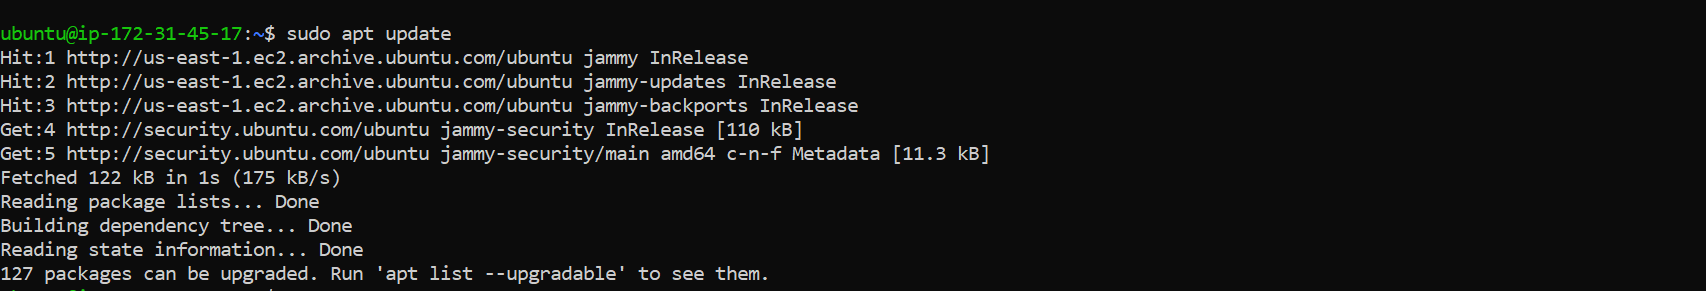 ubuntu@ip-172-31-45-17:~$ sudo apt update
Hit:1 http://us-east-1.ec2.archive.ubuntu.com/ubuntu jammy InRelease
Hit:2 http://us-east-1.ec2.archive.ubuntu.com/ubuntu jammy-updates InRelease
Hit:3 http://us-east-1.ec2.archive.ubuntu.com/ubuntu jammy-backports InRelease
Get:4 http://security.ubuntu.com/ubuntu jammy-security InRelease [110 kB]
Get:5 http://security.ubuntu.com/ubuntu jammy-security/main amd64 c-n-f Metadata [11.3 kB]
Fetched 122 kB in 1s (175 kB/s)
Reading package lists... Done
Building dependency tree... Done
Reading state information... Done
127 packages can be upgraded. Run 'apt list --upgradable' to see them.